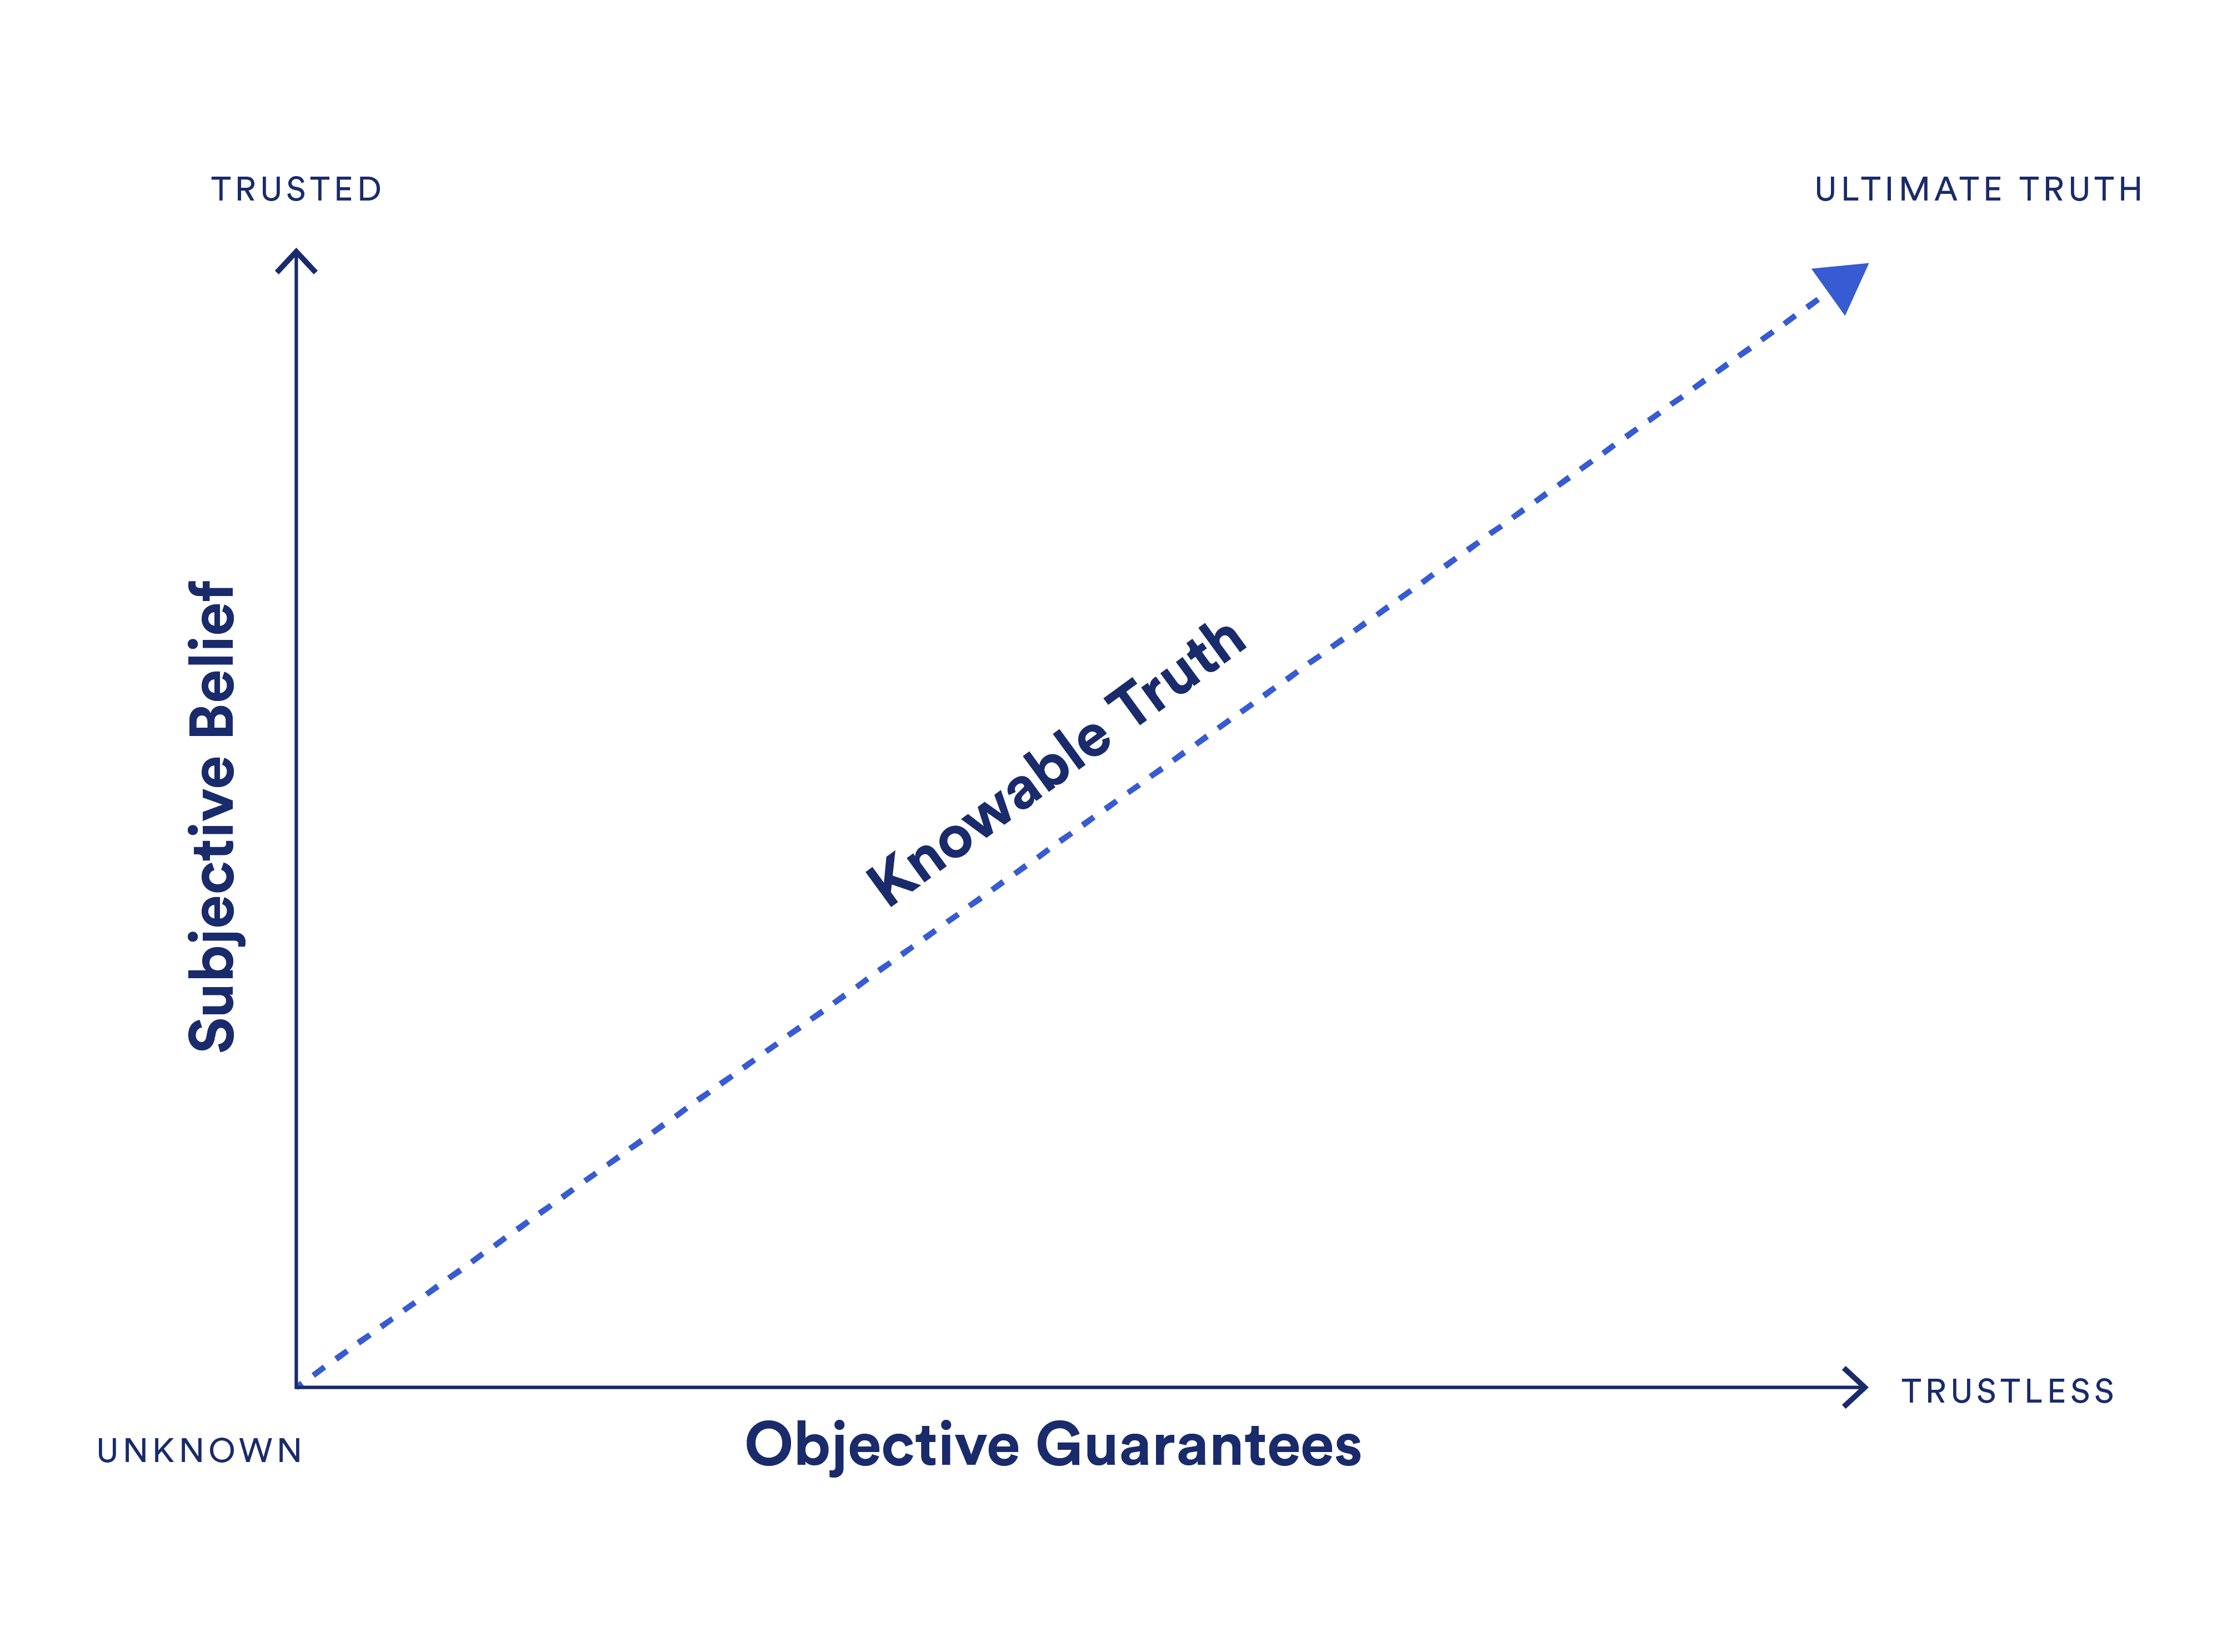 TRUSTED
ULTIMATE TRUTH
Subjective Belief
Knowable Truth
TRUSTLESS
UNKNOWN
Objective Guarantees